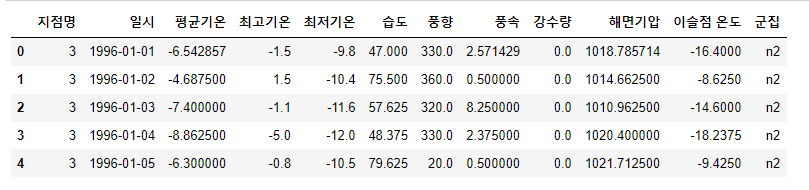 지점명 일시 평균기온 최고기온 최저기온 습도 풍향 풍속 강수량 해면기압 이슬점 온도 군집
0 3 1996-01-01 -6.542857 -1.5 -9.8 47.000 330.0 2.571429 0.0 1018.785714 -16.4000 n2
1 3 1996-01-02 -4.687500 1.5 -10.4 75.500 360.0 0.500000 0.0 1014.662500 -8.6250 n2
2 3 1996-01-03 -7.400000 -1.1 -11.6 57.625 320.0 8.250000 0.0 1010.962500 -14.6000 n2
3 3 1996-01-04 -8.862500 -5.0 -12.0 48.375 330.0 2.375000 0.0 1020.400000 -18.2375 n2
4 3 1996-01-05 -6.300000 -0.8 -10.5 79.625 20.0 0.500000 0.0 1021.712500 -9.4250 n2